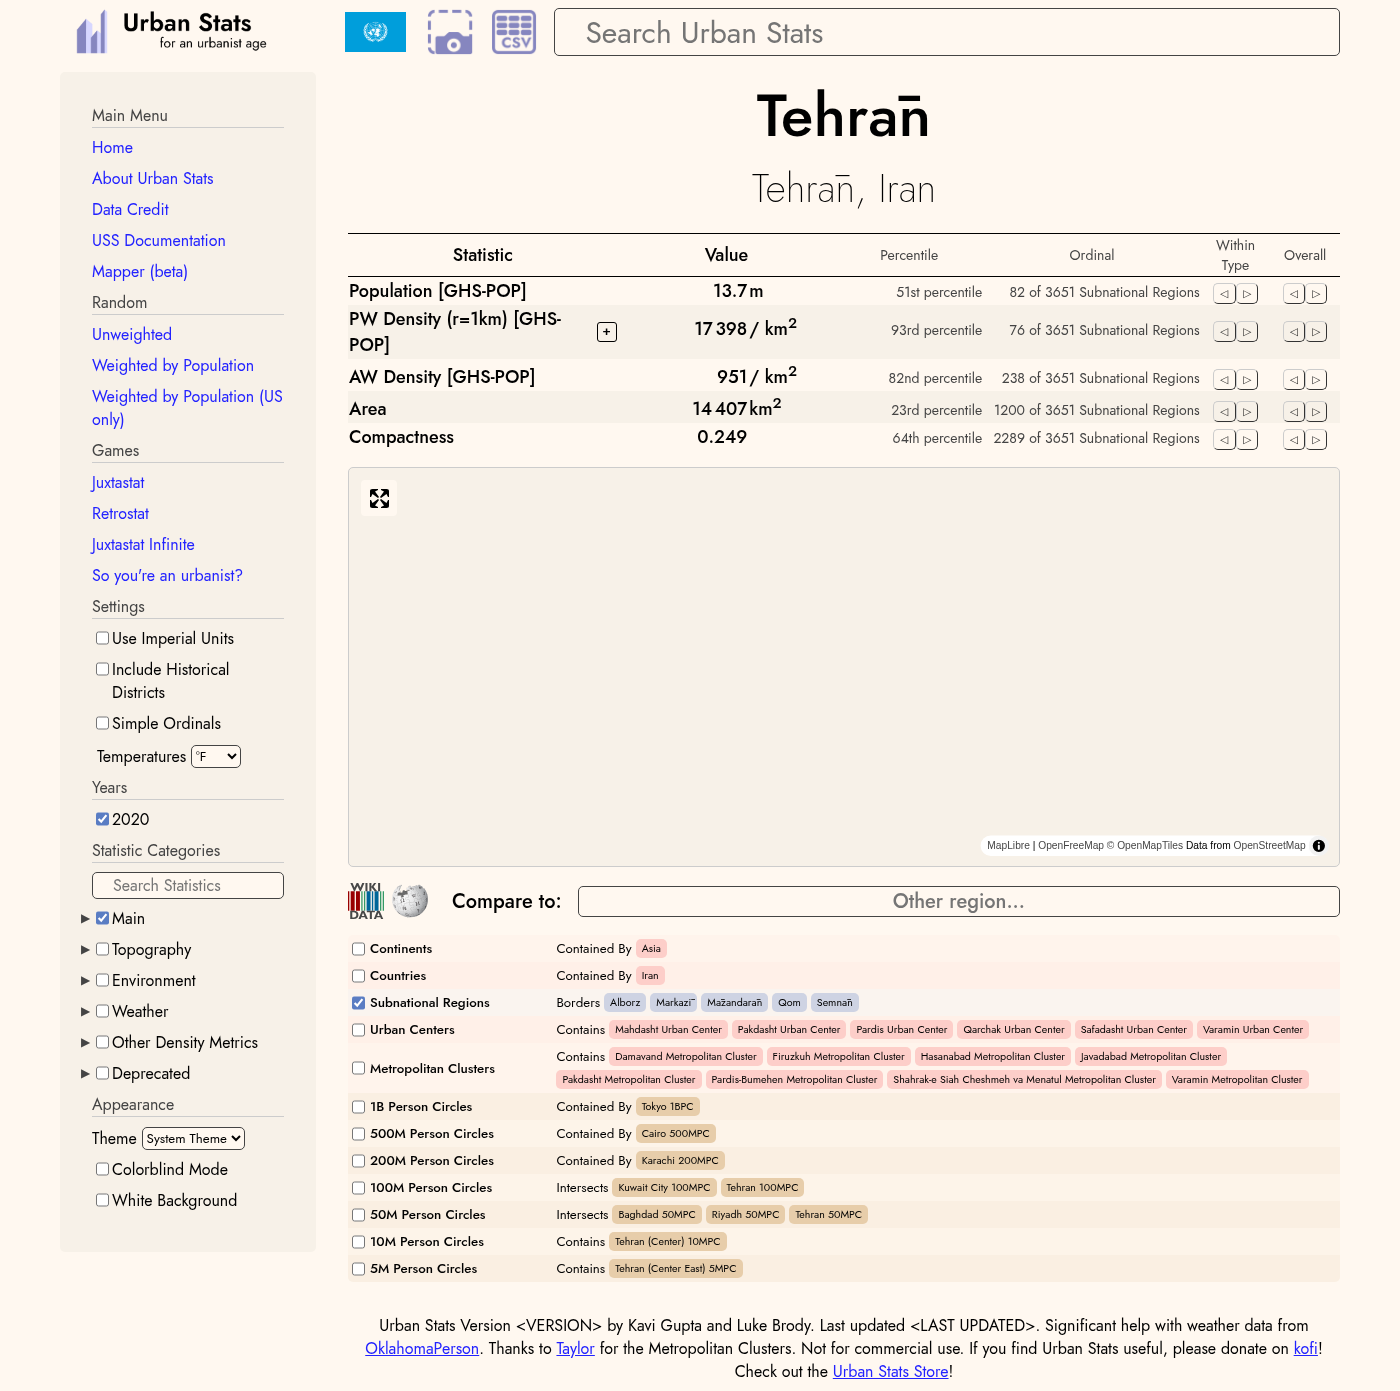 Urban Stats
for an urbanist age
CSV
Search Urban Stats
Main Menu
Home
About Urban Stats
Data Credit
USS Documentation
Mapper (beta)
Random
Unweighted
Weighted by Population
Weighted by Population (US
only)
Games
Juxtastat
Retrostat
Juxtastat Infinite
So you're an urbanist?
Settings
Use Imperial Units
Include Historical
Districts
Simple Ordinals
Temperatures °F
Years
2020
Statistic Categories
Search Statistics
Main
Topography
Environment
Weather
Other Density Metrics
Deprecated
Appearance
Theme System Theme
Colorblind Mode
White Background
Tehran̄
Tehran̄, Iran
Statistic Value Percentile Ordinal Within Type Overall
Population [GHS-POP] 13.7 m 51st percentile 82 of 3651 Subnational Regions
PW Density (r=1km) [GHS-
POP] + 17 398 / km² 93rd percentile 76 of 3651 Subnational Regions
AW Density [GHS-POP] 951 / km² 82nd percentile 238 of 3651 Subnational Regions
Area 14 407 km² 23rd percentile 1200 of 3651 Subnational Regions
Compactness 0.249 64th percentile 2289 of 3651 Subnational Regions
MapLibre | OpenFreeMap © OpenMapTiles Data from OpenStreetMap
WIKI
DATA
Compare to: Other region...
Continents Contained By Asia
Countries Contained By Iran
Subnational Regions Borders Alborz Markazī Maz̄andaran̄ Qom Semnan̄
Urban Centers Contains Mahdasht Urban Center Pakdasht Urban Center Pardis Urban Center Qarchak Urban Center Safadasht Urban Center Varamin Urban Center
Metropolitan Clusters Contains Damavand Metropolitan Cluster Firuzkuh Metropolitan Cluster Hasanabad Metropolitan Cluster Javadabad Metropolitan Cluster
Pakdasht Metropolitan Cluster Pardis-Bumehen Metropolitan Cluster Shahrak-e Siah Cheshmeh va Menatul Metropolitan Cluster Varamin Metropolitan Cluster
1B Person Circles Contained By Tokyo 1BPC
500M Person Circles Contained By Cairo 500MPC
200M Person Circles Contained By Karachi 200MPC
100M Person Circles Intersects Kuwait City 100MPC Tehran 100MPC
50M Person Circles Intersects Baghdad 50MPC Riyadh 50MPC Tehran 50MPC
10M Person Circles Contains Tehran (Center) 10MPC
5M Person Circles Contains Tehran (Center East) 5MPC
Urban Stats Version <VERSION> by Kavi Gupta and Luke Brody. Last updated <LAST UPDATED>. Significant help with weather data from
OklahomaPerson. Thanks to Taylor for the Metropolitan Clusters. Not for commercial use. If you find Urban Stats useful, please donate on kofi!
Check out the Urban Stats Store!